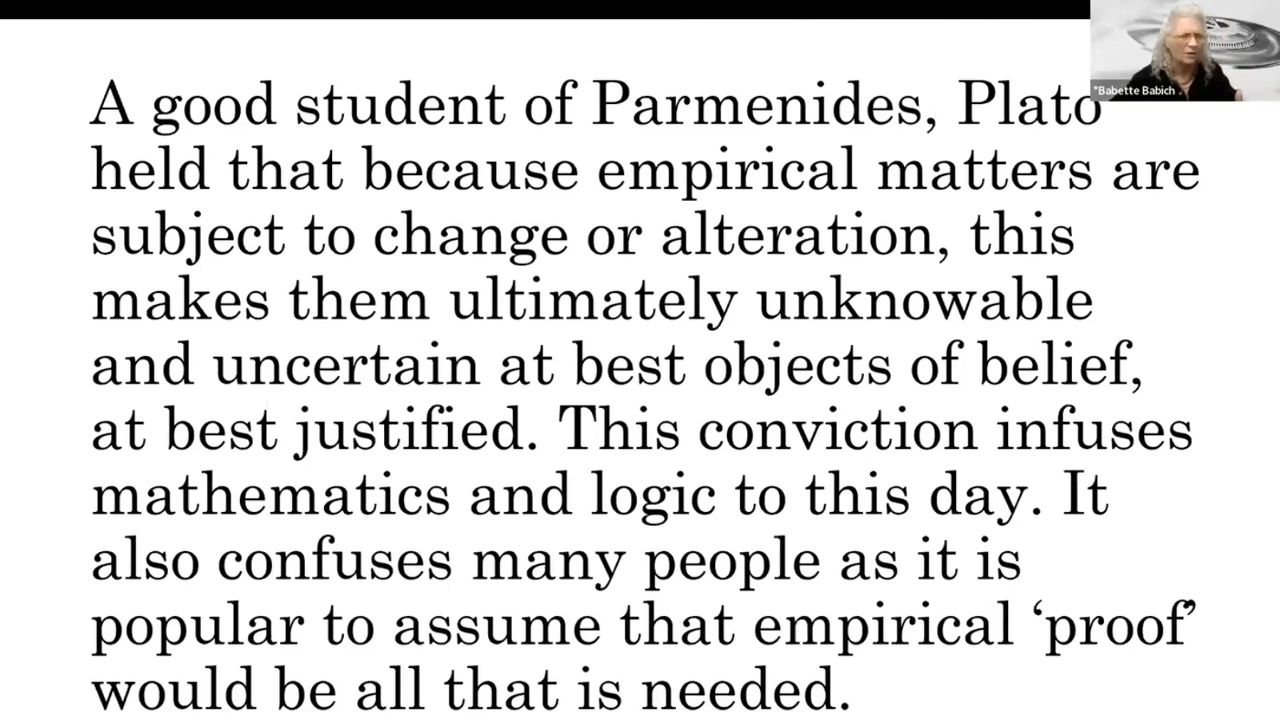 A good student of Parmenides, Plato
*Babette Babich
held that because empirical matters are
subject to change or alteration, this
makes them ultimately unknowable
and uncertain at best objects of belief,
at best justified. This conviction infuses
mathematics and logic to this day. It
also confuses many people as it is
popular to assume that empirical ‘proof’
would be all that is needed.